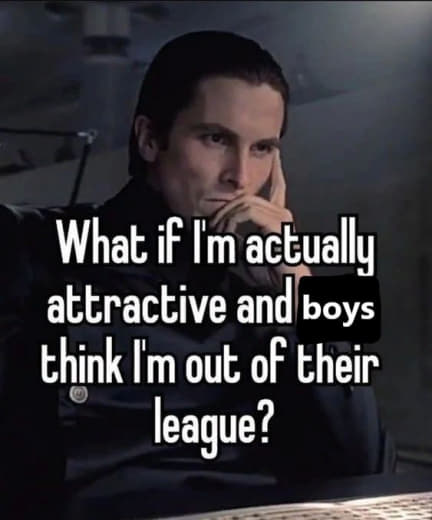 What if I'm actually
attractive and boys
think I'm out of their
league?